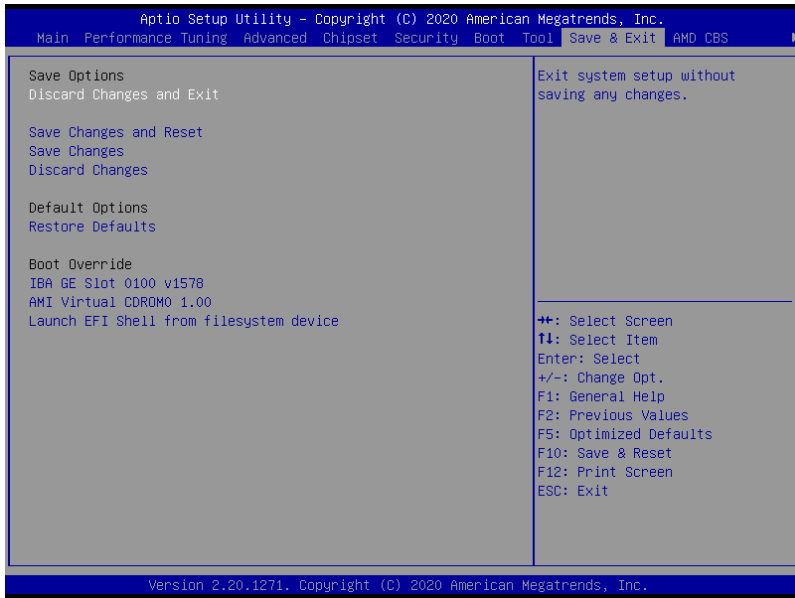 Aptio Setup Utility – Copyright (C) 2020 American Megatrends, Inc.
Main Performance Tuning Advanced Chipset Security Boot Tool Save & Exit AMD CBS
Save Options
Discard Changes and Exit
Save Changes and Reset
Save Changes
Discard Changes
Default Options
Restore Defaults
Boot Override
IBA GE Slot 0100 v1578
AMI Virtual CDROM0 1.00
Launch EFI Shell from filesystem device
Exit system setup without
saving any changes.
→←: Select Screen
↑↓: Select Item
Enter: Select
+/-: Change Opt.
F1: General Help
F2: Previous Values
F5: Optimized Defaults
F10: Save & Reset
F12: Print Screen
ESC: Exit
Version 2.20.1271. Copyright (C) 2020 American Megatrends, Inc.